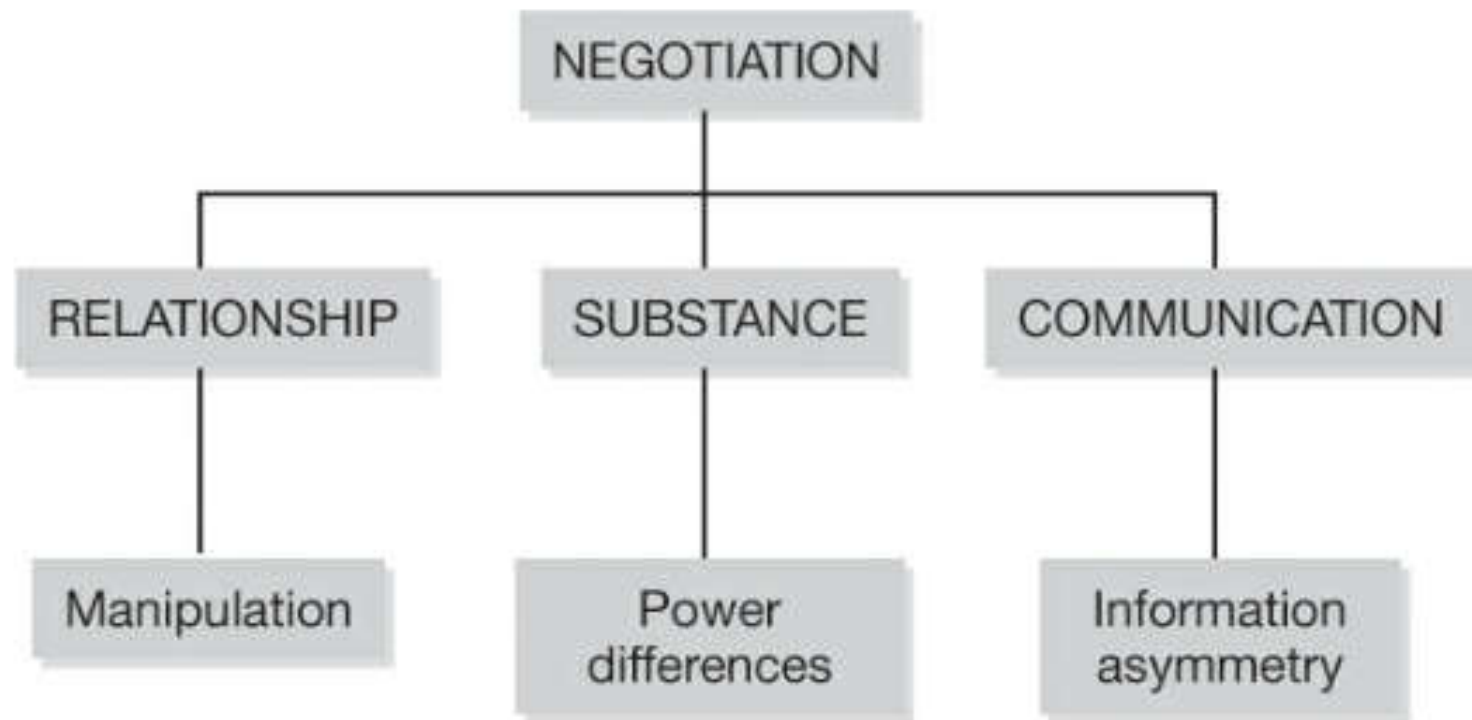 NEGOTIATION
RELATIONSHIP
SUBSTANCE
COMMUNICATION
Manipulation
Power
differences
Information
asymmetry